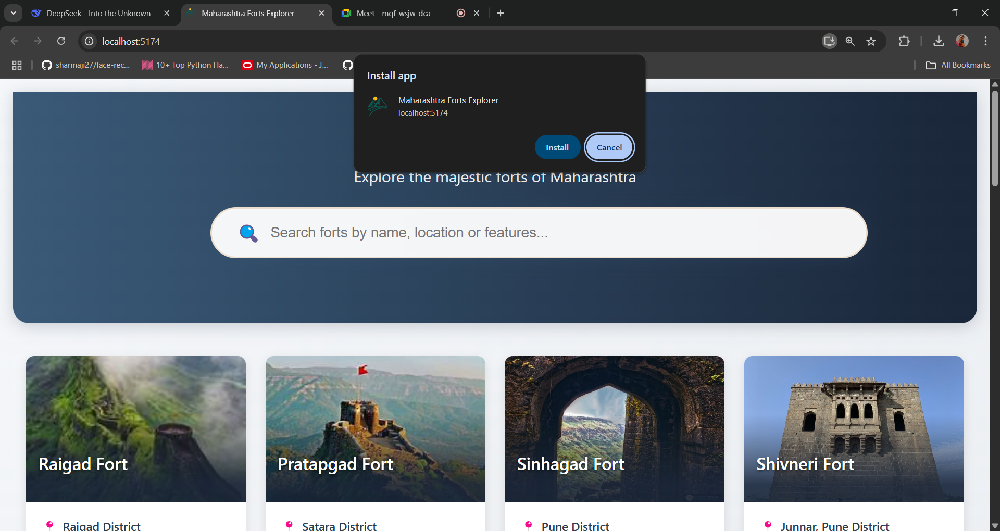 DeepSeek - Into the Unknown
Maharashtra Forts Explorer
Meet - mqf-wsjw-dca
localhost:5174
sharmaji27/face-rec...
10+ Top Python Fla...
My Applications - J...
All Bookmarks
Install app
Maharashtra Forts Explorer
localhost:5174
Install
Cancel
Explore the majestic forts of Maharashtra
Search forts by name, location or features...
Raigad Fort
Pratapgad Fort
Sinhagad Fort
Shivneri Fort
Raigad District
Satara District
Pune District
Junnar, Pune District